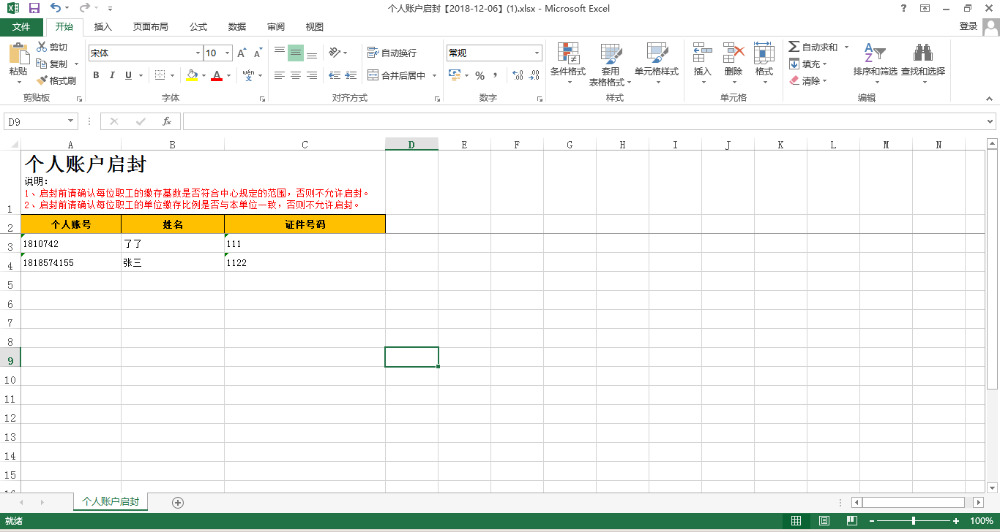 个人账户启封【2018-12-06】(1).xlsx - Microsoft Excel
?
文件 开始 插入 页面布局 公式 数据 审阅 视图 登录
粘贴 剪切 复制 格式刷
宋体 10 A A
B I U A wén
自动换行
合并后居中
常规
% , .0 .00
条件格式 套用表格格式 单元格样式
插入 删除 格式
Σ 自动求和
填充
清除
排序和筛选 查找和选择
剪贴板 字体 对齐方式 数字 样式 单元格 编辑
D9 fx
A B C D E F G H I J K L M N
个人账户启封
说明：
1、启封前请确认每位职工的缴存基数是否符合中心规定的范围，否则不允许启封。
2、启封前请确认每位职工的单位缴存比例是否与本单位一致，否则不允许启封。
1
2 个人账号 姓名 证件号码
3 1810742 了了 111
4 1818574155 张三 1122
5
6
7
8
9
10
11
12
13
14
15
16
个人账户启封
就绪 100%